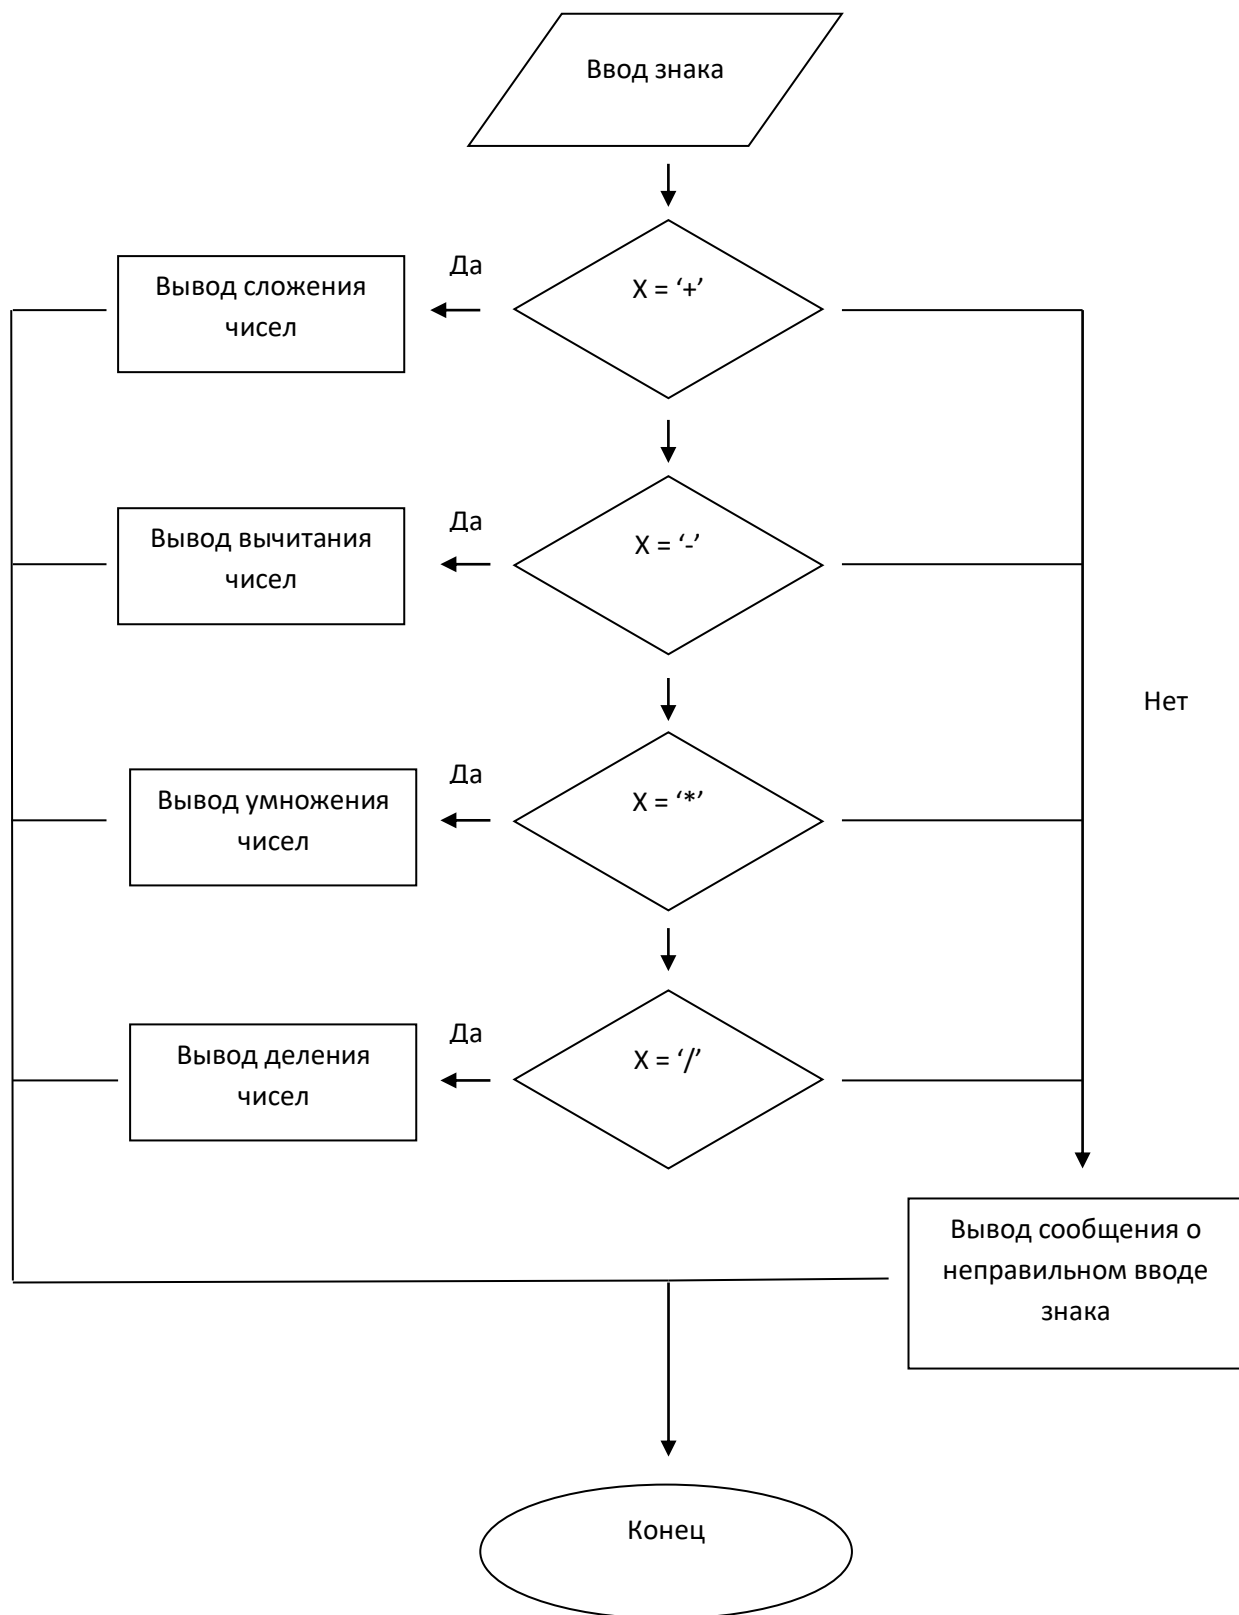 Ввод знака
Да
X = ‘+’
Вывод сложения
чисел
Да
X = ‘-’
Вывод вычитания
чисел
Нет
Да
X = ‘*’
Вывод умножения
чисел
Да
X = ‘/’
Вывод деления
чисел
Вывод сообщения о
неправильном вводе
знака
Конец